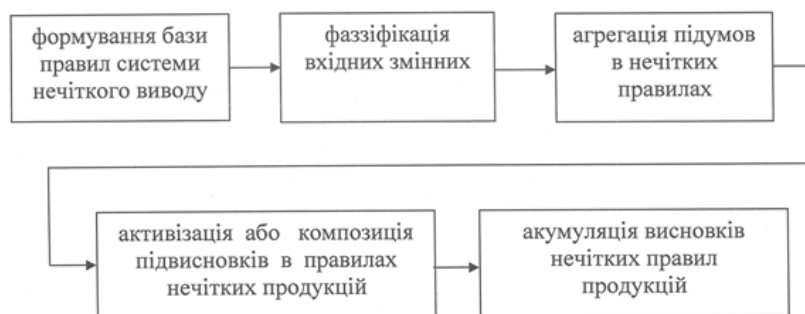 формування бази
правил системи
нечіткого виводу
фаззіфікація
вхідних змінних
агрегація підумов
в нечітких
правилах
активізація або композиція
підвисновків в правилах
нечітких продукцій
акумуляція висновків
нечітких правил
продукцій